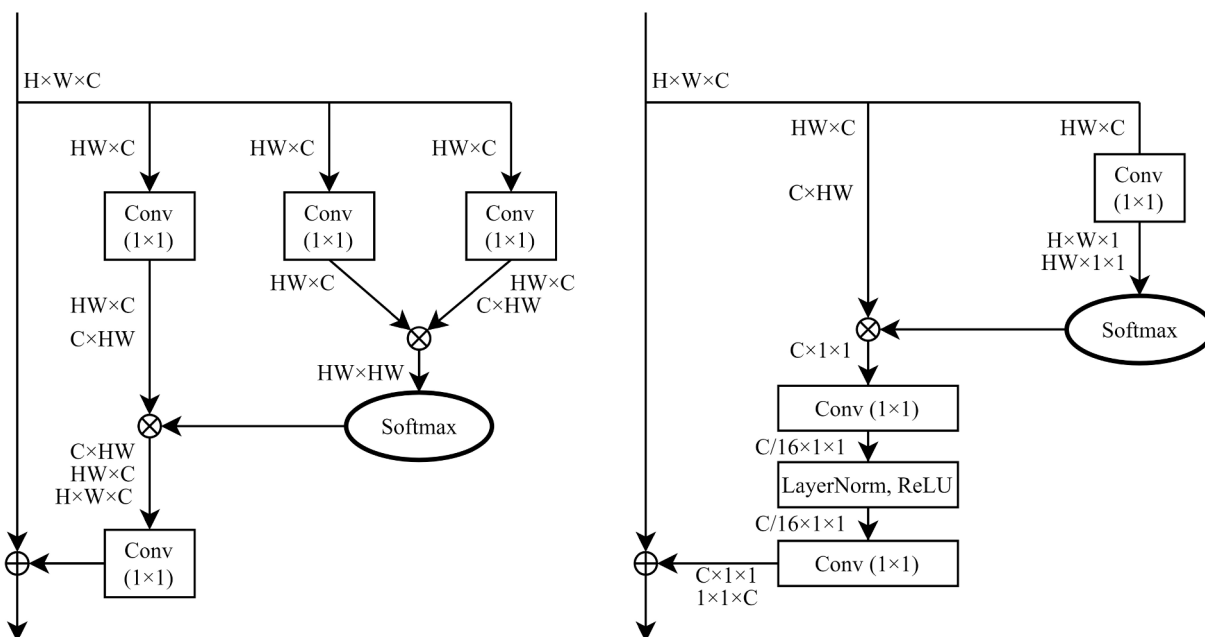 H×W×C
HW×C
HW×C
HW×C
Conv
(1×1)
Conv
(1×1)
Conv
(1×1)
HW×C
HW×C
C×HW
HW×C
C×HW
HW×HW
Softmax
C×HW
HW×C
H×W×C
Conv
(1×1)
H×W×C
HW×C
HW×C
C×HW
Conv
(1×1)
H×W×1
HW×1×1
Softmax
C×1×1
Conv (1×1)
C/16×1×1
LayerNorm, ReLU
C/16×1×1
Conv (1×1)
C×1×1
1×1×C